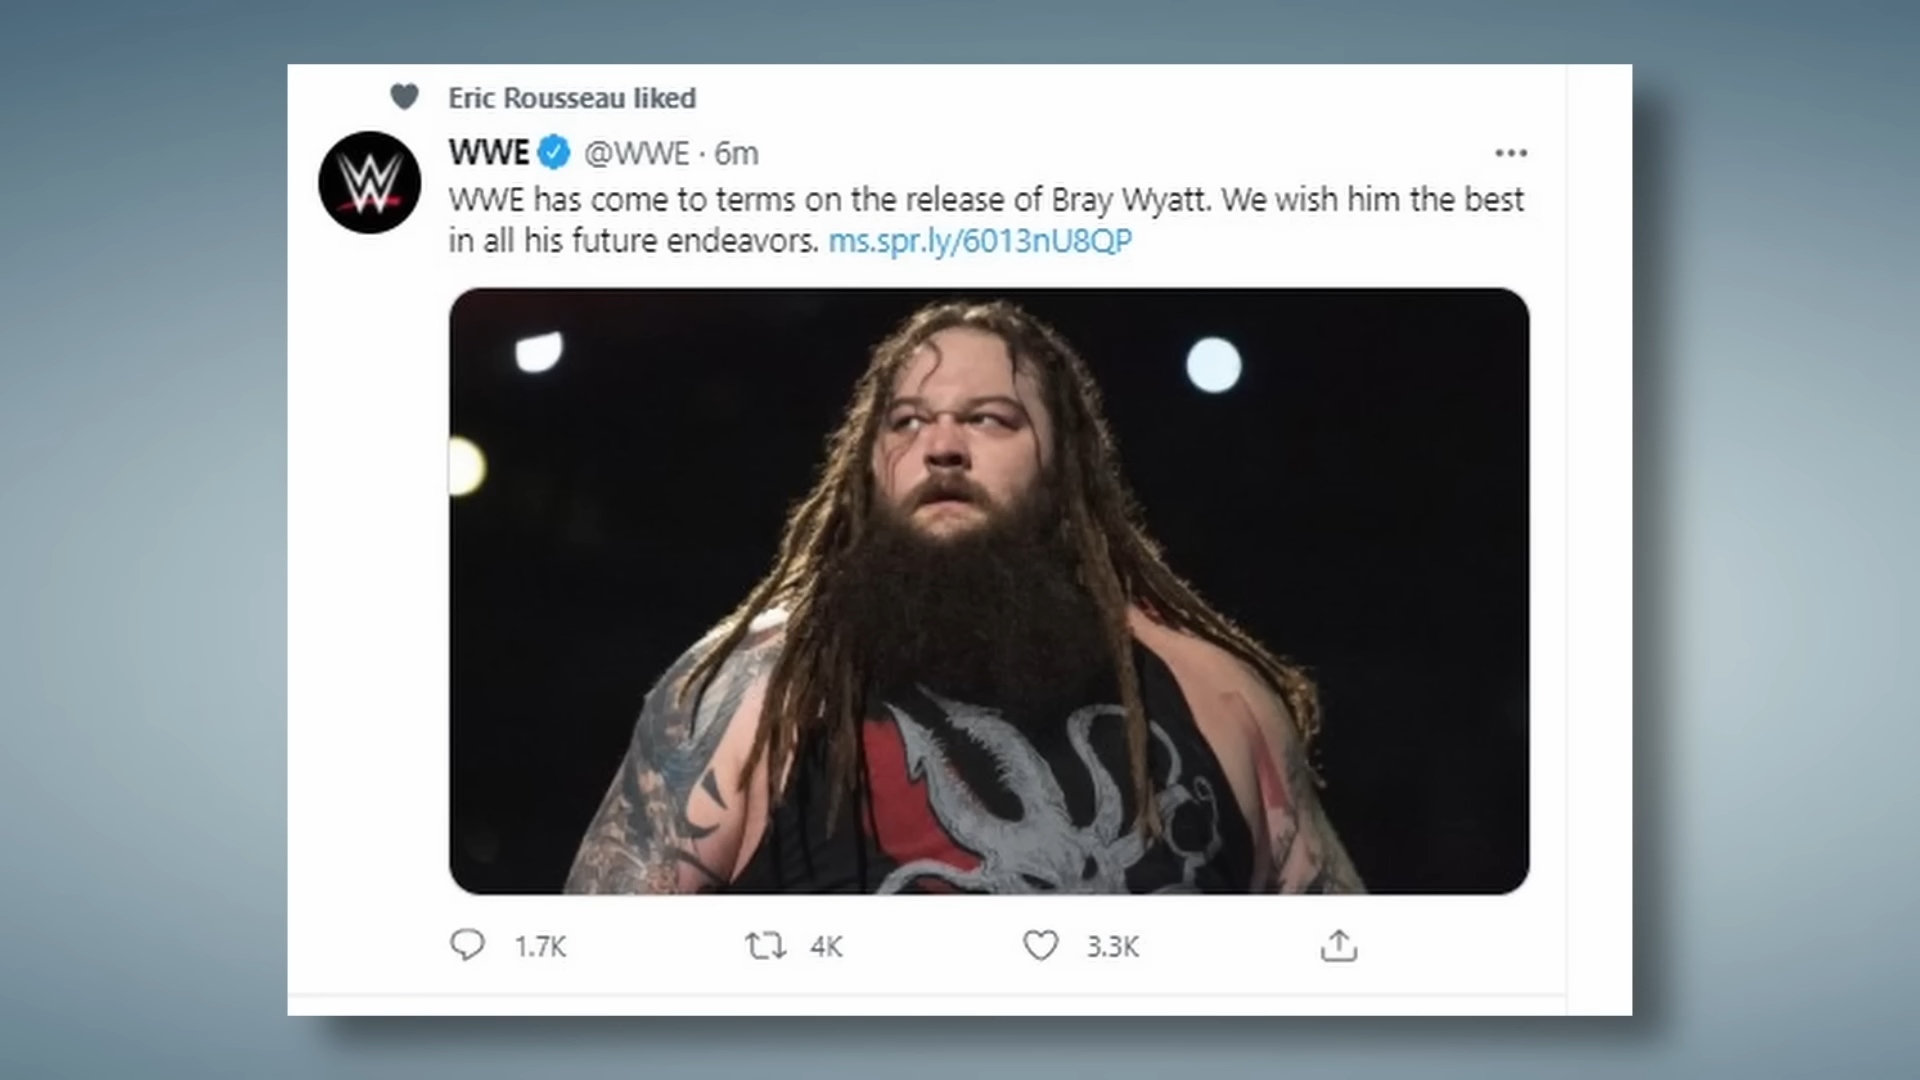 Eric Rousseau liked
WWE @WWE · 6m
WWE has come to terms on the release of Bray Wyatt. We wish him the best
in all his future endeavors. ms.spr.ly/6013nU8QP
1.7K 4K 3.3K